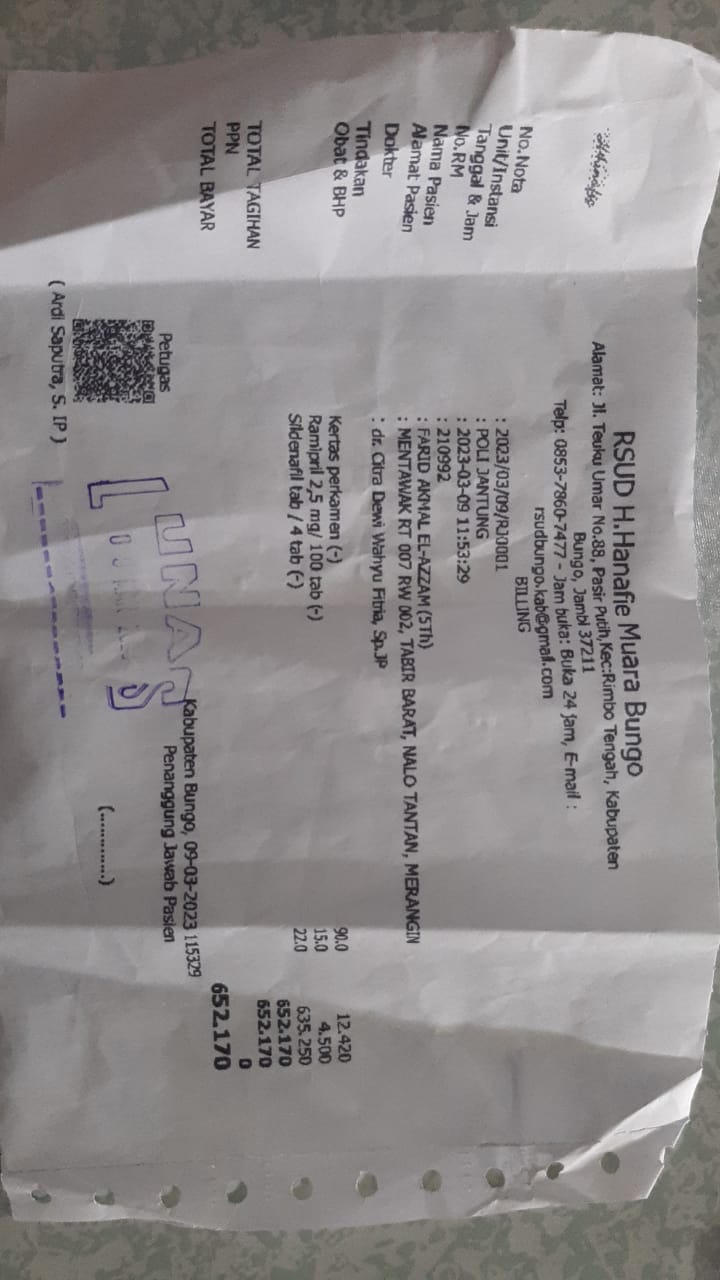 RSUD H.Hanafie Muara Bungo
Alamat: Jl. Teuku Umar No.88, Pasir Putih,Kec:Rimbo Tengah, Kabupaten
Bungo, Jambi 37211
Telp: 0853-7860-7477 - Jam buka: Buka 24 jam, E-mail :
rsudbungo.kab@gmail.com
BILLING
No.Nota : 2023/03/09/RJ0001
Unit/Instansi : POLI JANTUNG
Tanggal & Jam : 2023-03-09 11:53:29
No.RM : 210992
Nama Pasien : FARID AKMAL EL-AZZAM (5Th)
Alamat Pasien : MENTAWAK RT 007 RW 002, TABIR BARAT, NALO TANTAN, MERANGIN
Dokter : dr. Citra Dewi Wahyu Fitria, Sp.JP
Tindakan
Obat & BHP Kertas perkamen (-) 90.0 12.420
Ramipril 2,5 mg/ 100 tab (-) 15.0 4.500
Sildenafil tab / 4 tab (-) 22.0 635.250
652.170
TOTAL TAGIHAN 652.170
PPN 0
TOTAL BAYAR 652.170
Kabupaten Bungo, 09-03-2023 115329
Petugas Penanggung Jawab Pasien
LUNAS
( Ardi Saputra, S. IP ) (............)